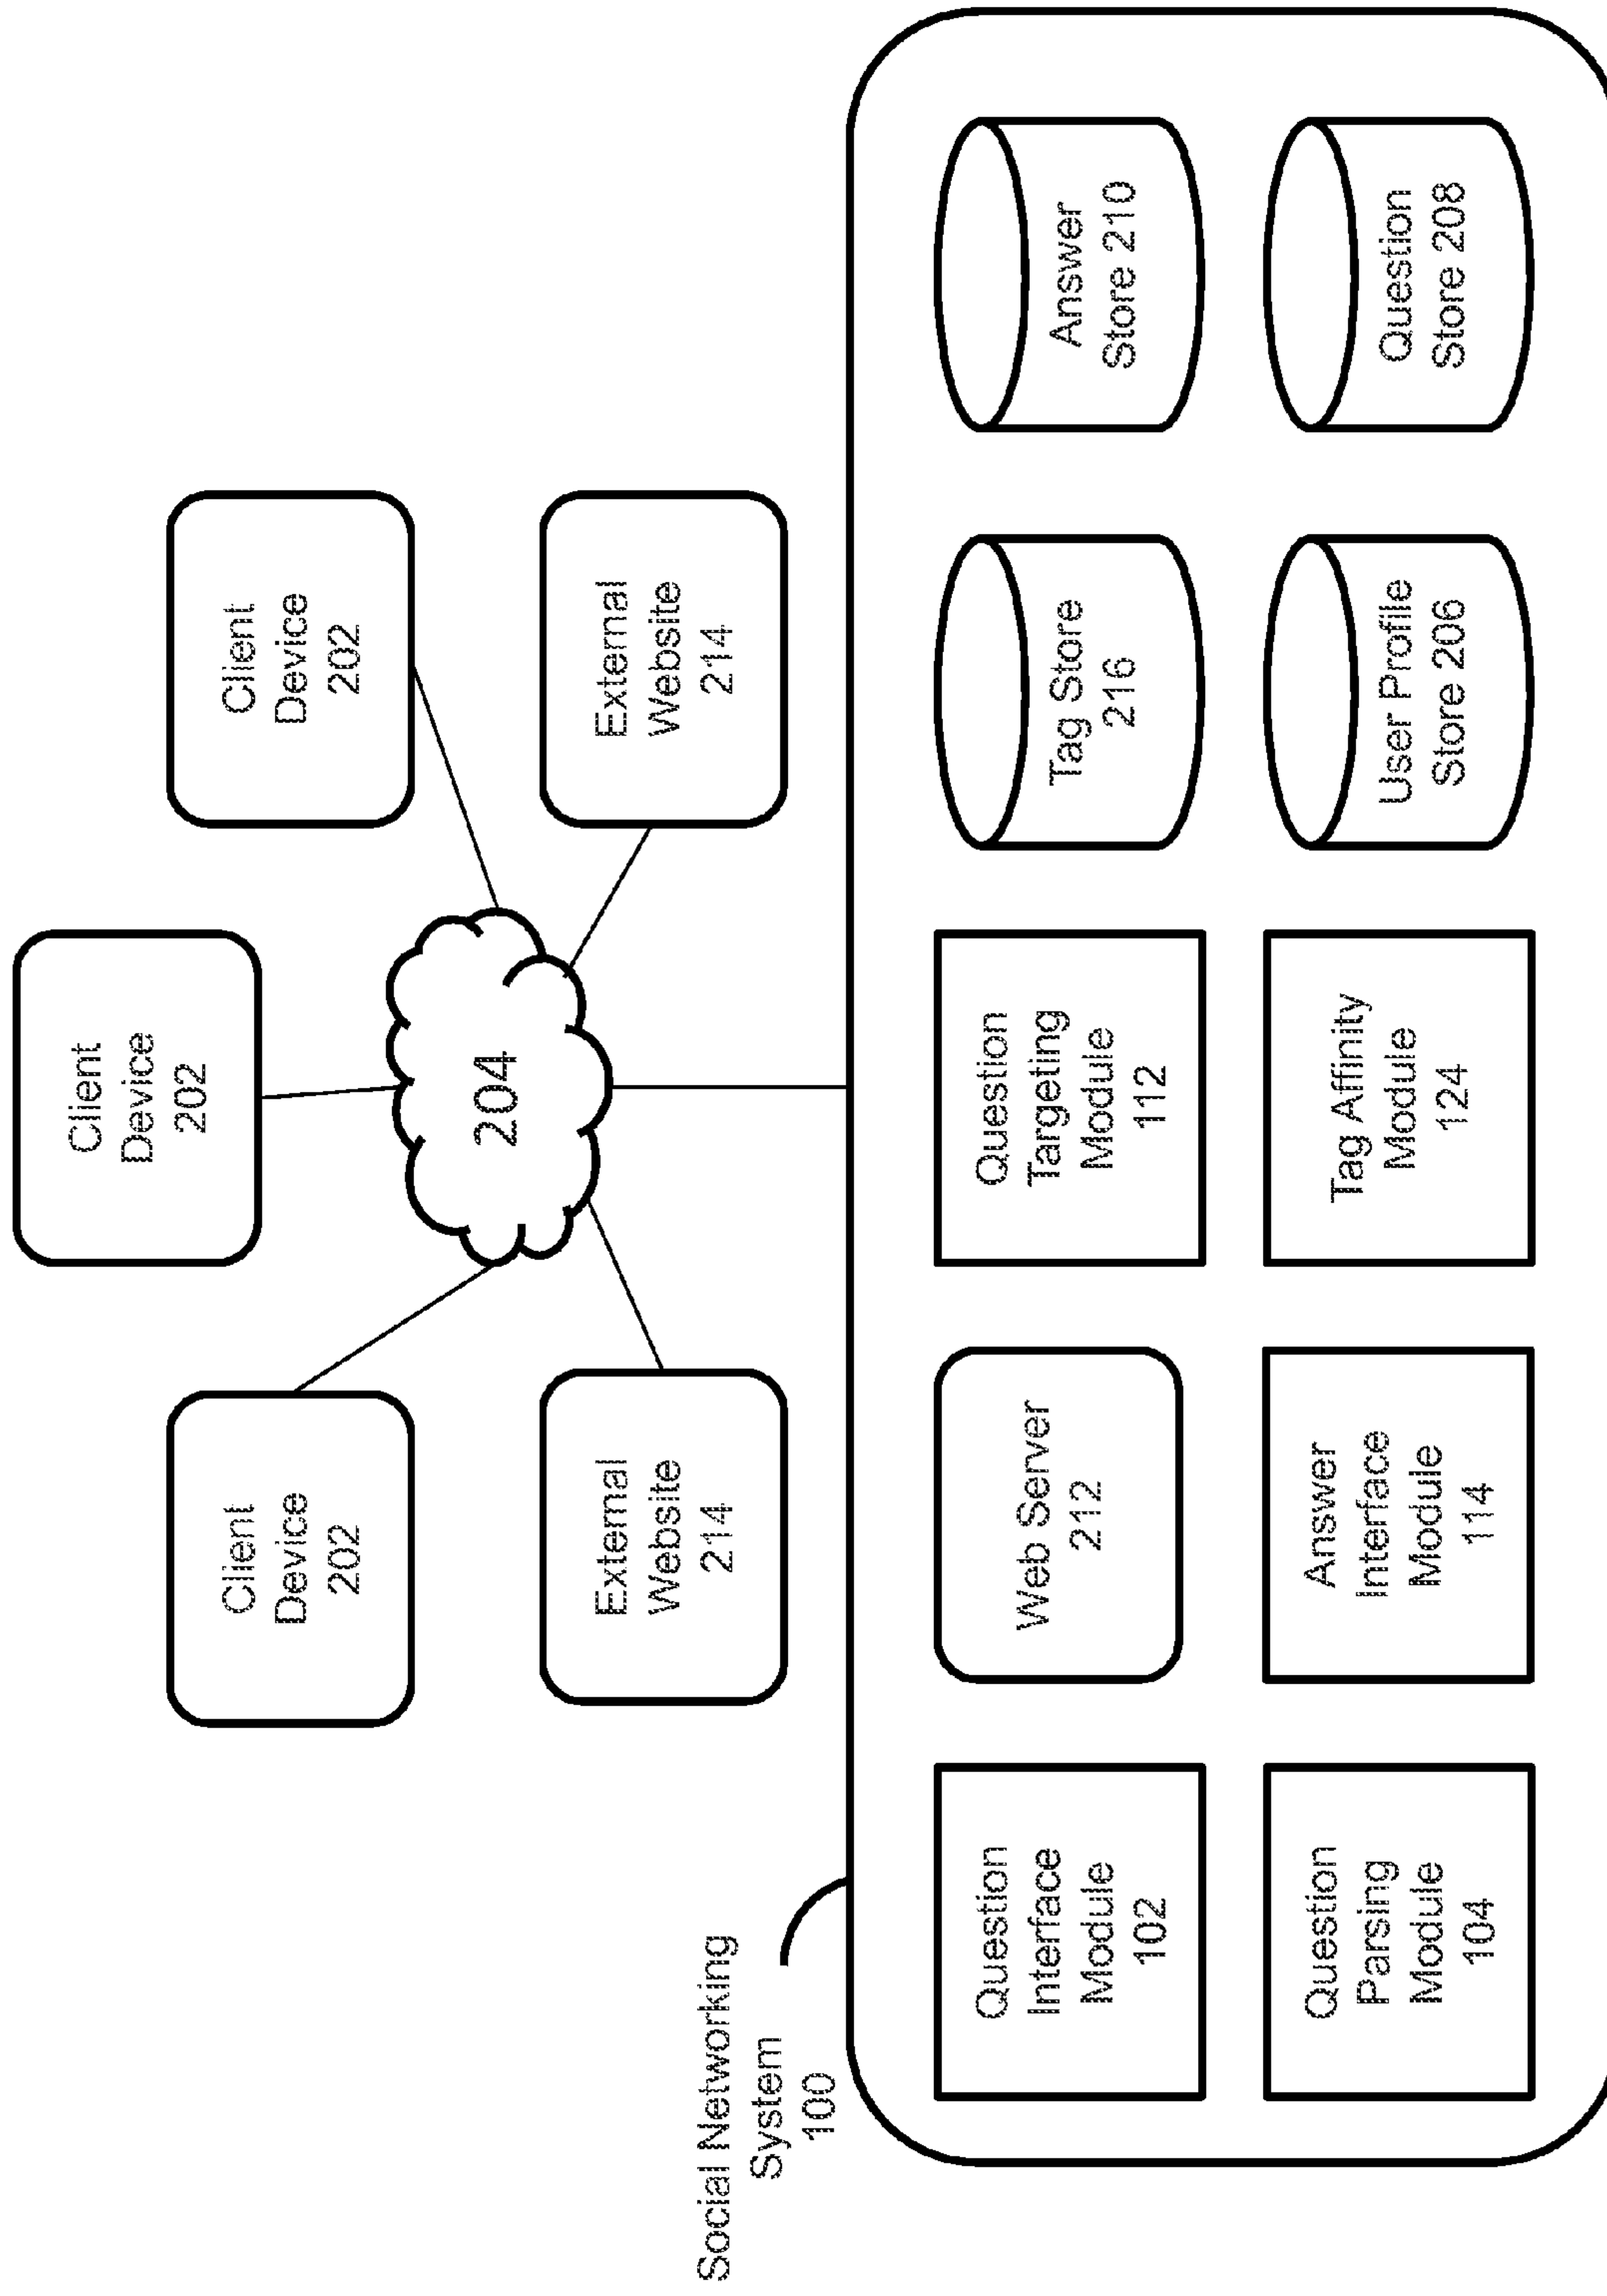 Client
Device
202
Client
Device
202
Client
Device
202
204
External
Website
214
External
Website
214
Social Networking
System
100
Question
Interface
Module
102
Web Server
212
Question
Targeting
Module
112
Tag Store
216
Answer
Store 210
Question
Parsing
Module
104
Answer
Interface
Module
114
Tag Affinity
Module
124
User Profile
Store 206
Question
Store 208